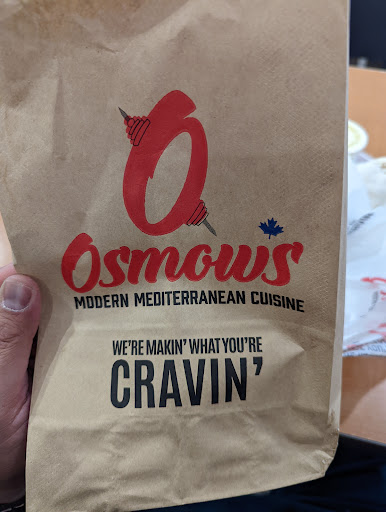 O
Osmow's
MODERN MEDITERRANEAN CUISINE
WE'RE MAKIN' WHAT YOU'RE
CRAVIN'